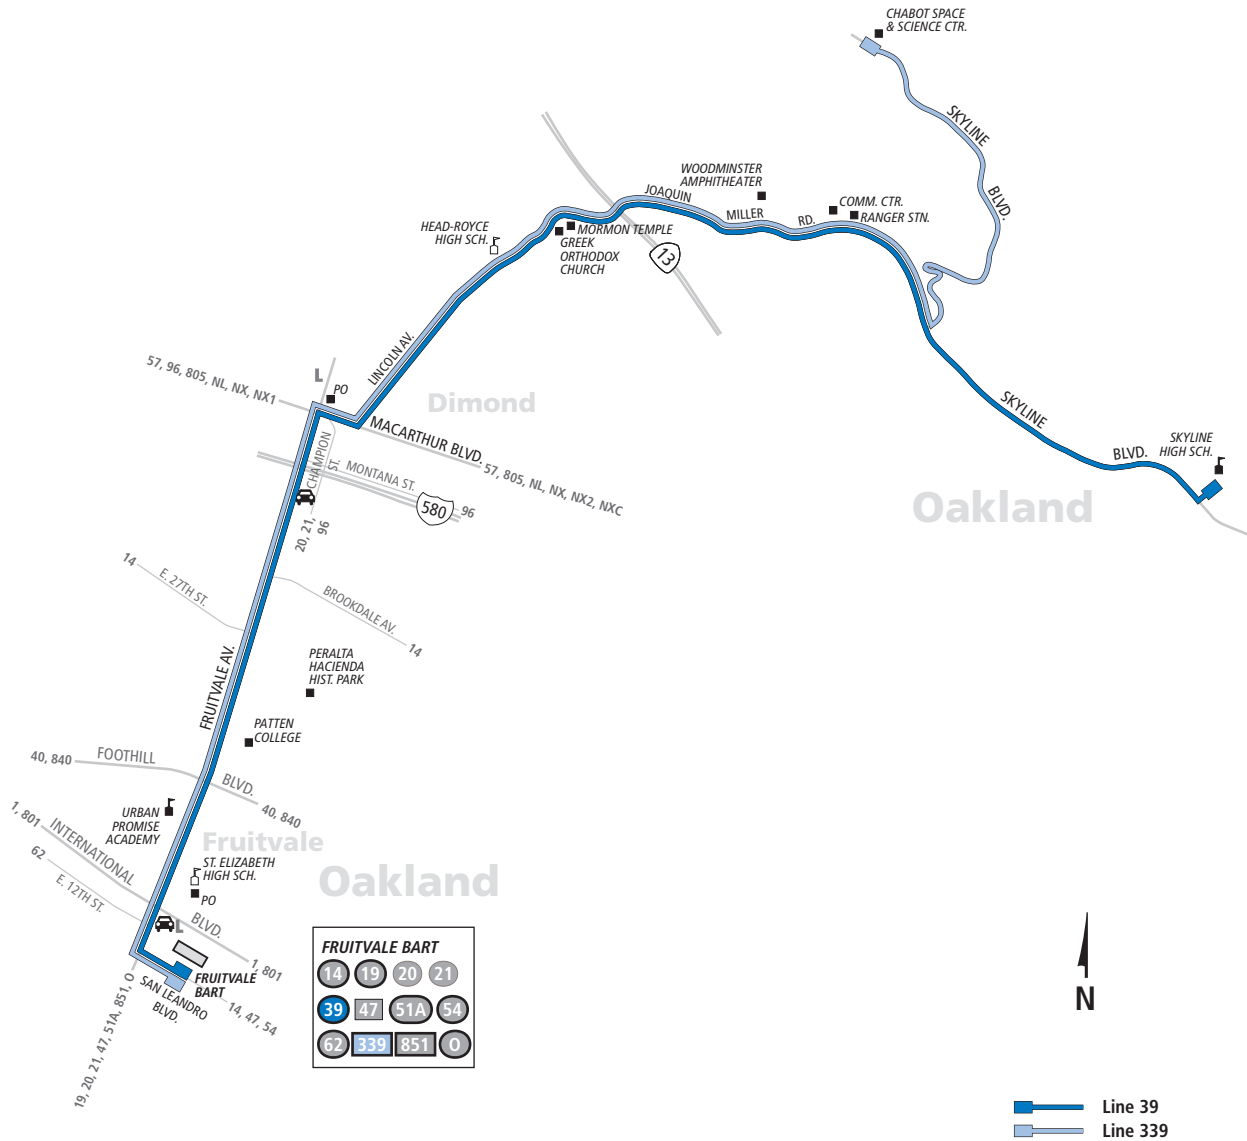 CHABOT SPACE
& SCIENCE CTR.
SKYLINE
BLVD.
WOODMINSTER
AMPHITHEATER
JOAQUIN
MILLER
RD.
COMM. CTR.
RANGER STN.
HEAD-ROYCE
HIGH SCH.
MORMON TEMPLE
GREEK
ORTHODOX
CHURCH
13
LINCOLN AV.
57, 96, 805, NL, NX, NX1
L
PO
Dimond
MACARTHUR BLVD.
57, 805, NL, NX, NX2, NXC
CHAMPION
ST.
MONTANA ST.
580
96
20, 21,
96
SKYLINE
BLVD.
SKYLINE
HIGH SCH.
Oakland
14
E. 27TH ST.
BROOKDALE AV.
14
FRUITVALE AV.
PERALTA
HACIENDA
HIST. PARK
PATTEN
COLLEGE
40, 840
FOOTHILL
BLVD.
40, 840
URBAN
PROMISE
ACADEMY
1, 801
INTERNATIONAL
BLVD.
1, 801
62
E. 12TH ST.
Fruitvale
ST. ELIZABETH
HIGH SCH.
PO
Oakland
L
FRUITVALE
BART
SAN LEANDRO
BLVD.
14, 47, 54
19, 20, 21, 47, 51A, 851, O
FRUITVALE BART
14 19 20 21
39 47 51A 54
62 339 851 O
N
Line 39
Line 339